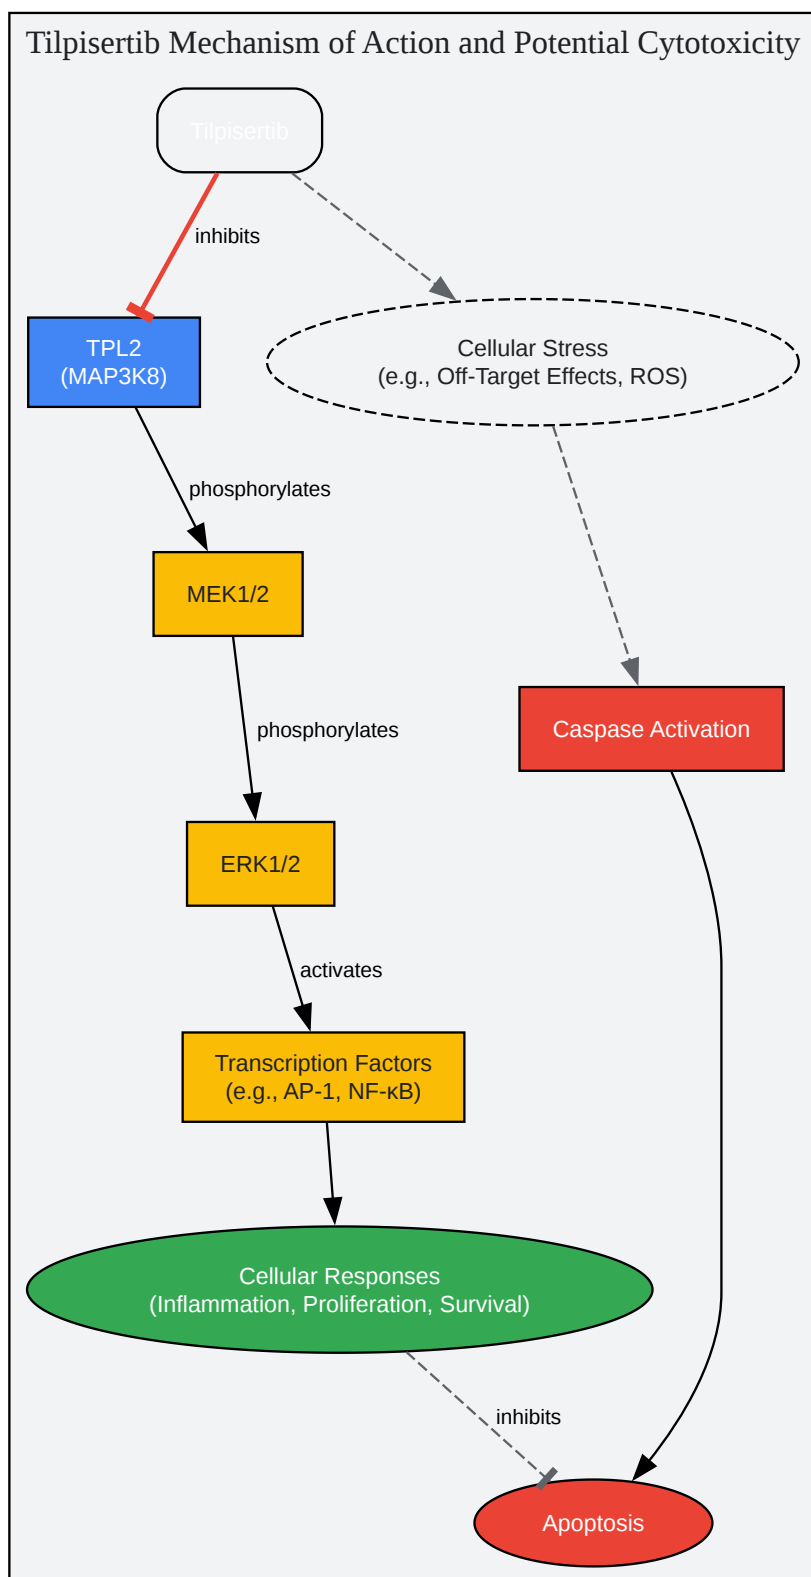 Tilpisertib Mechanism of Action and Potential Cytotoxicity
Tilpisertib
inhibits
TPL2
(MAP3K8)
Cellular Stress
(e.g., Off-Target Effects, ROS)
phosphorylates
MEK1/2
phosphorylates
Caspase Activation
ERK1/2
activates
Transcription Factors
(e.g., AP-1, NF-κB)
Cellular Responses
(Inflammation, Proliferation, Survival)
inhibits
Apoptosis